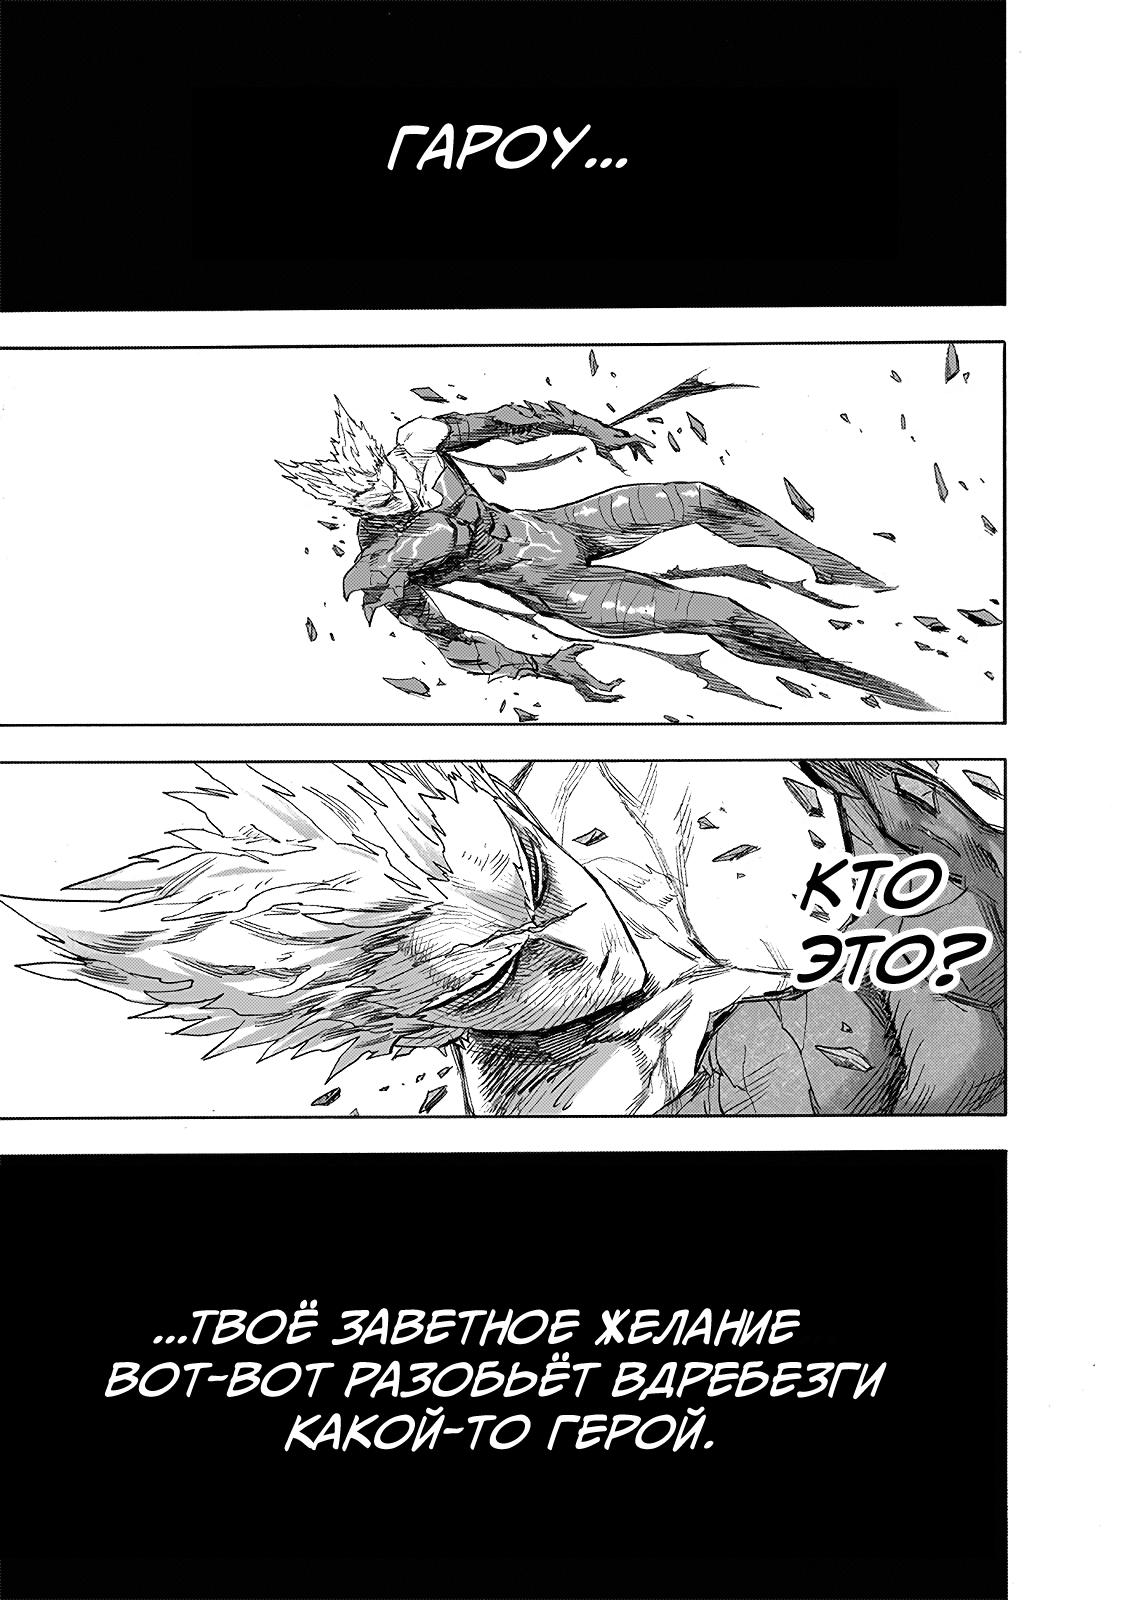 ГАРОУ...
КТО
ЭТО?
...ТВОЁ ЗАВЕТНОЕ ЖЕЛАНИЕ
ВОТ-ВОТ РАЗОБЬЁТ ВДРЕБЕЗГИ
КАКОЙ-ТО ГЕРОЙ.